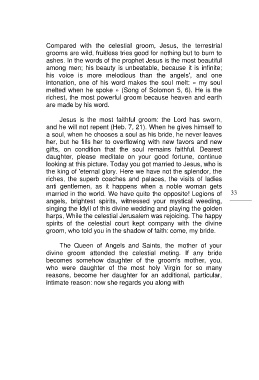 Compared with the celestial groom, Jesus, the terrestrial
grooms are wild, fruitless tries good for nothing but to burn to
ashes. In the words of the prophet Jesus is the most beautiful
among men; his beauty is unbeatable, because it is infinite;
his voice is more melodious than the angels', and one
intonation, one of his word makes the soul melt: « my soul
melted when he spoke » (Song of Solomon 5, 6). He is the
richest, the most powerful groom because heaven and earth
are made by his word.
Jesus is the most faithful groom: the Lord has sworn,
and he will not repent (Heb. 7, 21). When he gives himself to
a soul, when he chooses a soul as his bride, he never leaves
her, but he fills her to overflowing with new favors and new
gifts, on condition that the soul remains faithful. Dearest
daughter, please meditate on your good fortune, continue
looking at this picture. Today you got married to Jesus, who is
the king of 'eternal glory. Here we have not the splendor, the
riches, the superb coaches and palaces, the visits of ladies
anti gentlemen, as it happens when a noble woman gets
married in the world. We have quite the opposite! Legions of
angels, brightest spirits, witnessed your mystical weeding,
singing the Idyll of this divine wedding and playing the golden
harps, While the celestial Jerusalem was rejoicing. The happy
spirits of the celestial court kept company with the divine
groom, who told you in the shadow of faith: come, my bride.
The Queen of Angels and Saints, the mother of your
divine groom attended the celestial meting. If any bride
becomes somehow daughter of the groom's mother, you,
who were daughter of the most holy Virgin for so many
reasons, become her daughter for an additional, particular,
intimate reason: now she regards you along with
33